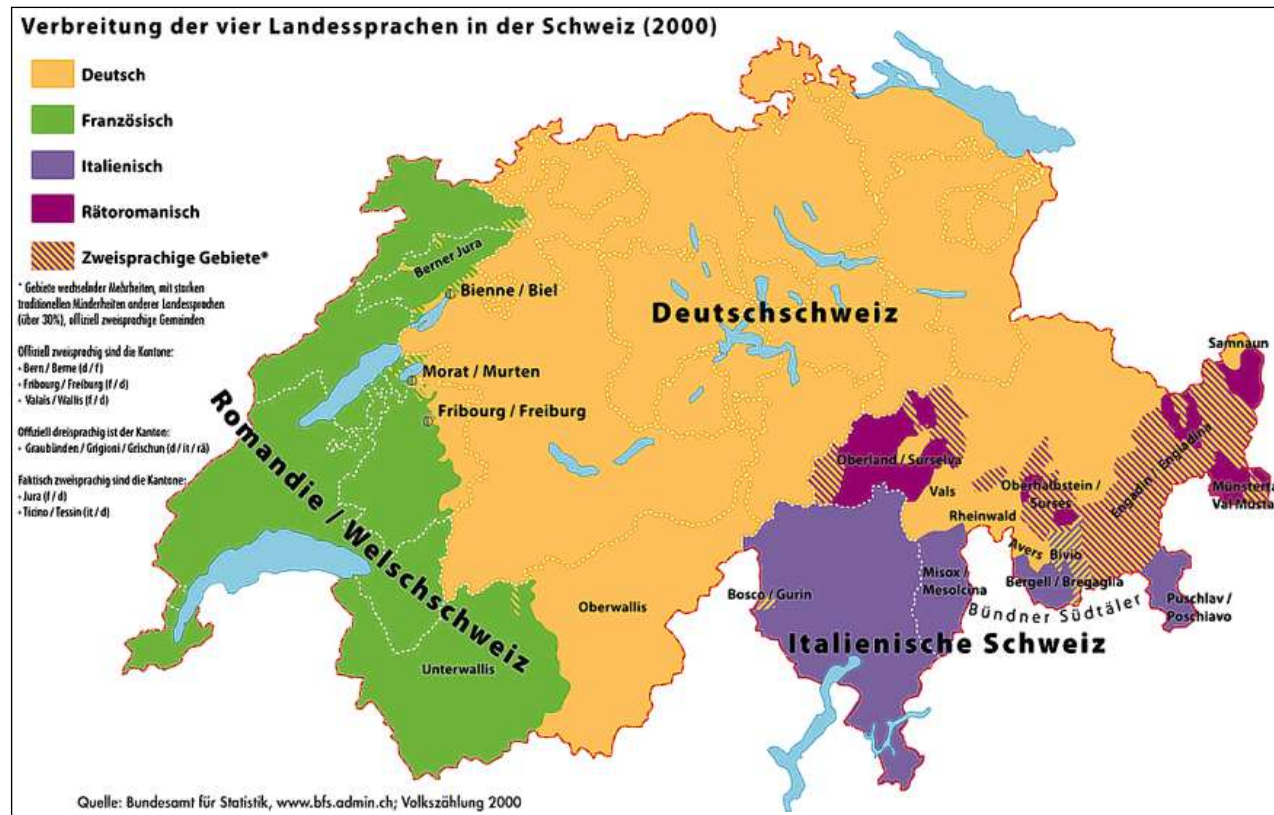 Verbreitung der vier Landessprachen in der Schweiz (2000)
Deutsch
Französisch
Italienisch
Rätoromanisch
Zweisprachige Gebiete*
* Gebiete wechselnder Mehrheiten, mit starken
traditionellen Minderheiten anderer Landessprachen
(über 30%), offiziell zweisprachige Gemeinden
Offiziell zweisprachig sind die Kantone:
• Bern / Berne (d / f)
• Fribourg / Freiburg (f / d)
• Valais / Wallis (f / d)
Offiziell dreisprachig ist der Kanton:
• Graubünden / Grigioni / Grischun (d / it / rä)
Faktisch zweisprachig sind die Kantone:
• Jura (f / d)
• Ticino / Tessin (it / d)
Berner Jura
Bienne / Biel
Deutschschweiz
Samnaun
Morat / Murten
Fribourg / Freiburg
Romandie / Welschschweiz
Oberland / Surselva
Vals
Rheinwald
Oberhalbstein /
Surses
Engadin / Engiadina
Münsterta
Val Müsta
Avers
Bivio
Bergell / Bregaglia
Misox /
Mesolcina
Bosco / Gurin
Oberwallis
Bündner Südtäler
Puschlav /
Poschiavo
Italienische Schweiz
Unterwallis
Quelle: Bundesamt für Statistik, www.bfs.admin.ch; Volkszählung 2000